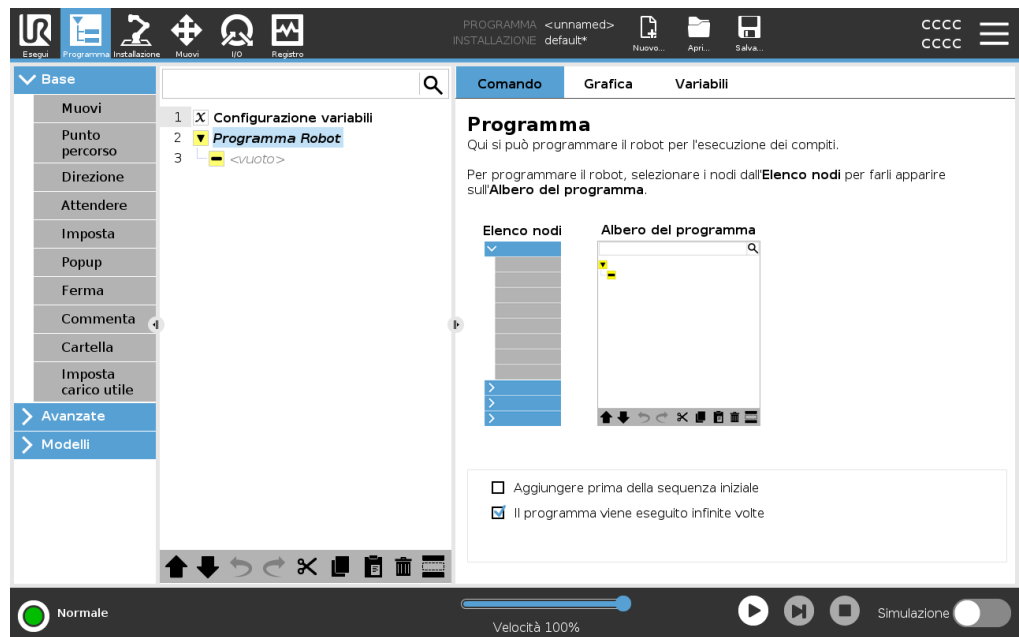 PROGRAMMA <unnamed>
INSTALLAZIONE default*
UR
Esegui
Programma
Installazione
Muovi
I/O
Registro
Nuovo...
Apri...
Salva...
CCCC
CCCC
Base
Muovi
Punto
percorso
Direzione
Attendere
Imposta
Popup
Ferma
Commenta
Cartella
Imposta
carico utile
Avanzate
Modelli
1 X Configurazione variabili
2 Programma Robot
3 <vuoto>
Comando
Grafica
Variabili
Programma
Qui si può programmare il robot per l'esecuzione dei compiti.
Per programmare il robot, selezionare i nodi dall'Elenco nodi per farli apparire
sull'Albero del programma.
Elenco nodi
Albero del programma
Aggiungere prima della sequenza iniziale
Il programma viene eseguito infinite volte
Normale
Velocità 100%
Simulazione